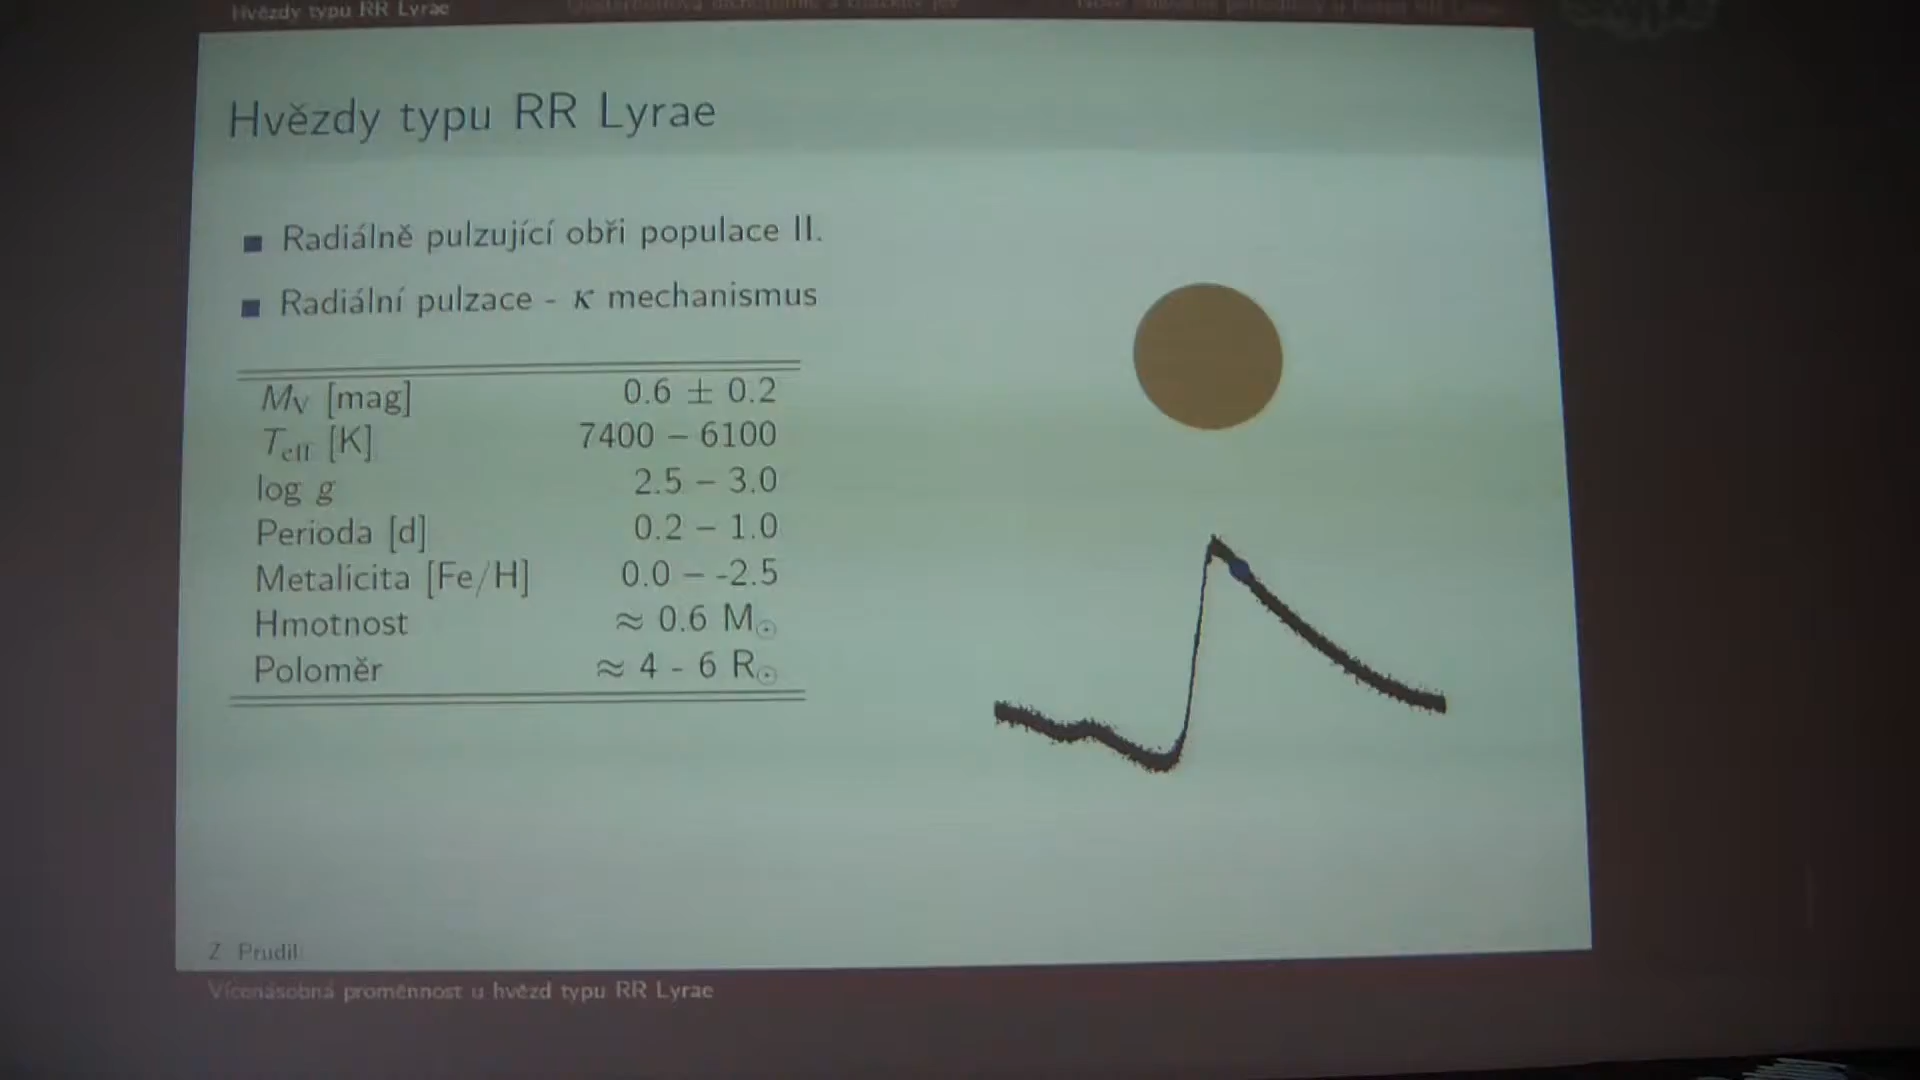 Hvězdy typu RR Lyrae
Hvězdy typu RR Lyrae
Radiálně pulzující obři populace II.
Radiální pulzace - κ mechanismus
M_V [mag] 0.6 ± 0.2
T_eff [K] 7400 – 6100
log g 2.5 – 3.0
Perioda [d] 0.2 – 1.0
Metalicita [Fe/H] 0.0 – -2.5
Hmotnost ≈ 0.6 M_⊙
Poloměr ≈ 4 - 6 R_⊙
Z. Prudil
Vícenásobná proměnnost u hvězd typu RR Lyrae